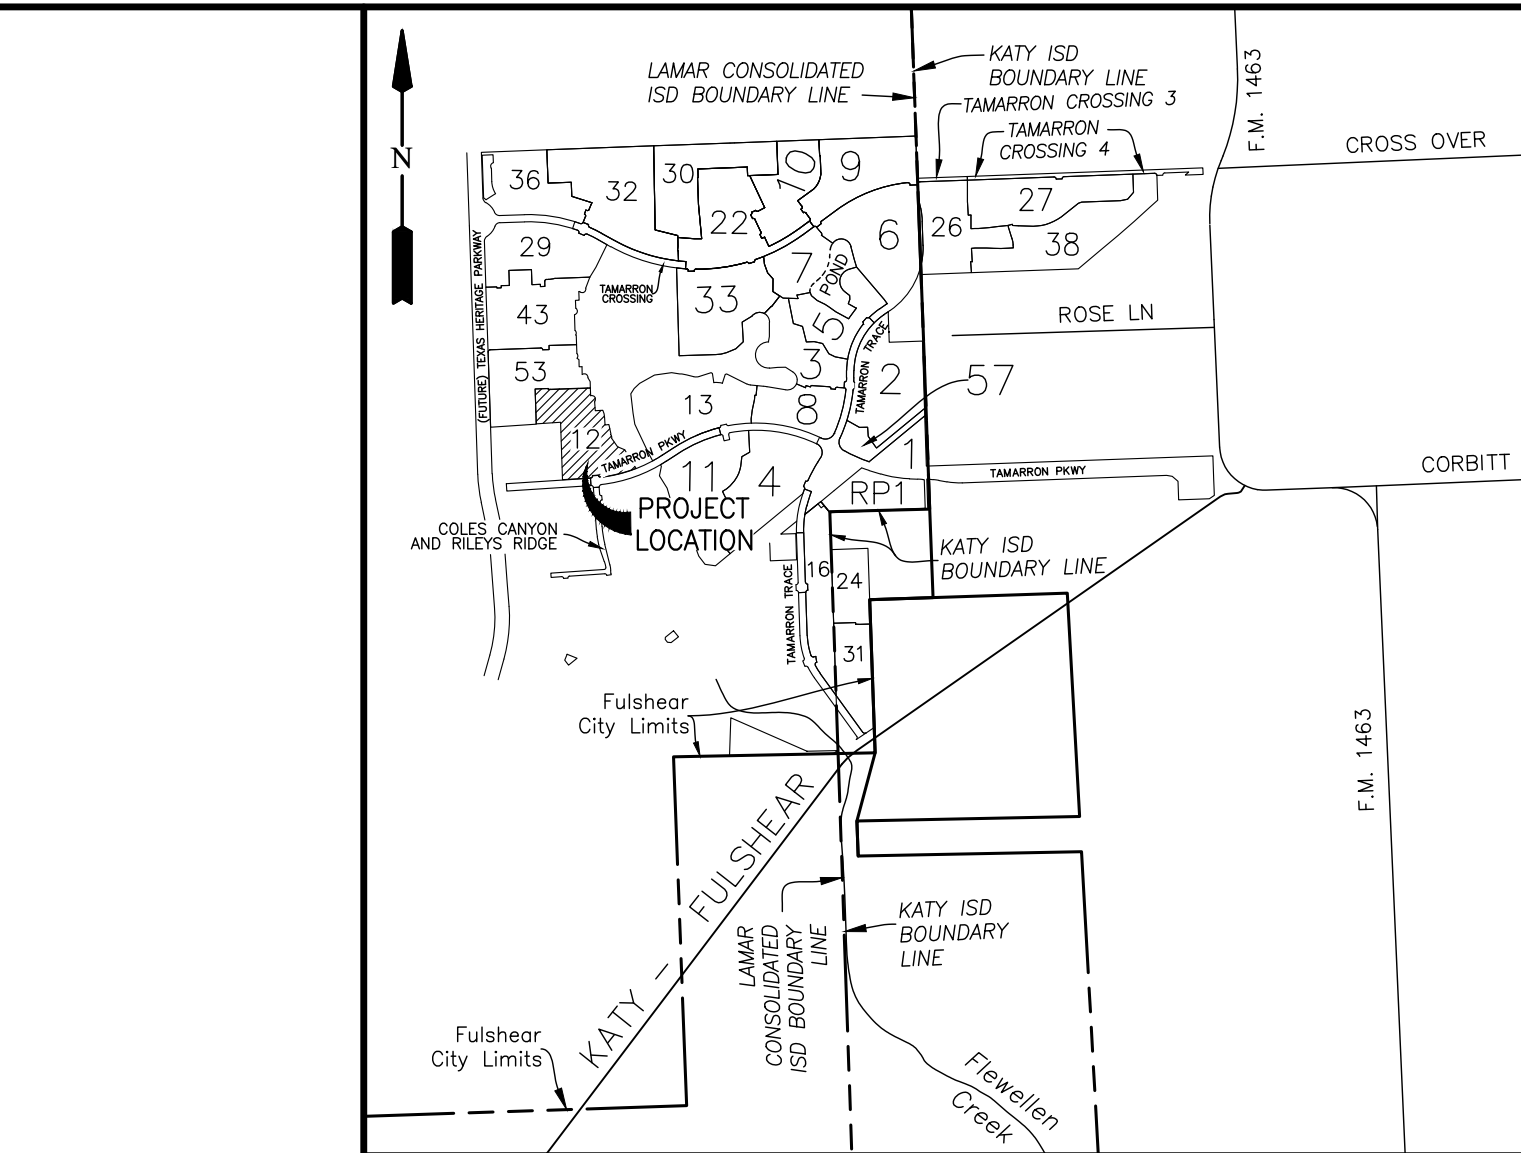 LAMAR CONSOLIDATED
ISD BOUNDARY LINE
KATY ISD
BOUNDARY LINE
TAMARRON CROSSING 3
TAMARRON
CROSSING 4
F.M. 1463
CROSS OVER
N
36
32
30
10
9
22
27
26
38
6
29
7
POND
(FUTURE) TEXAS HERITAGE PARKWAY
TAMARRON
CROSSING
33
43
5
ROSE LN
TAMARRON TRACE
3
53
2
57
13
8
12
TAMARRON PKWY
1
11
4
RP1
TAMARRON PKWY
CORBITT
PROJECT
LOCATION
COLES CANYON
AND RILEYS RIDGE
KATY ISD
BOUNDARY LINE
16
24
TAMARRON TRACE
31
Fulshear
City Limits
F.M. 1463
KATY - FULSHEAR
LAMAR
CONSOLIDATED
ISD BOUNDARY
LINE
KATY ISD
BOUNDARY
LINE
Fulshear
City Limits
Flewellen
Creek